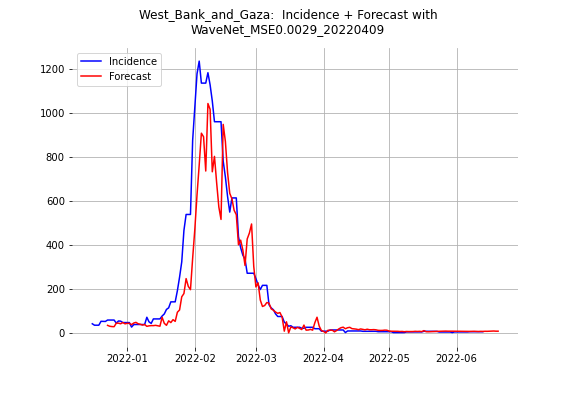 West_Bank_and_Gaza:  Incidence + Forecast with
WaveNet_MSE0.0029_20220409
Incidence
Forecast
1200
1000
800
600
400
200
0
2022-01 2022-02 2022-03 2022-04 2022-05 2022-06